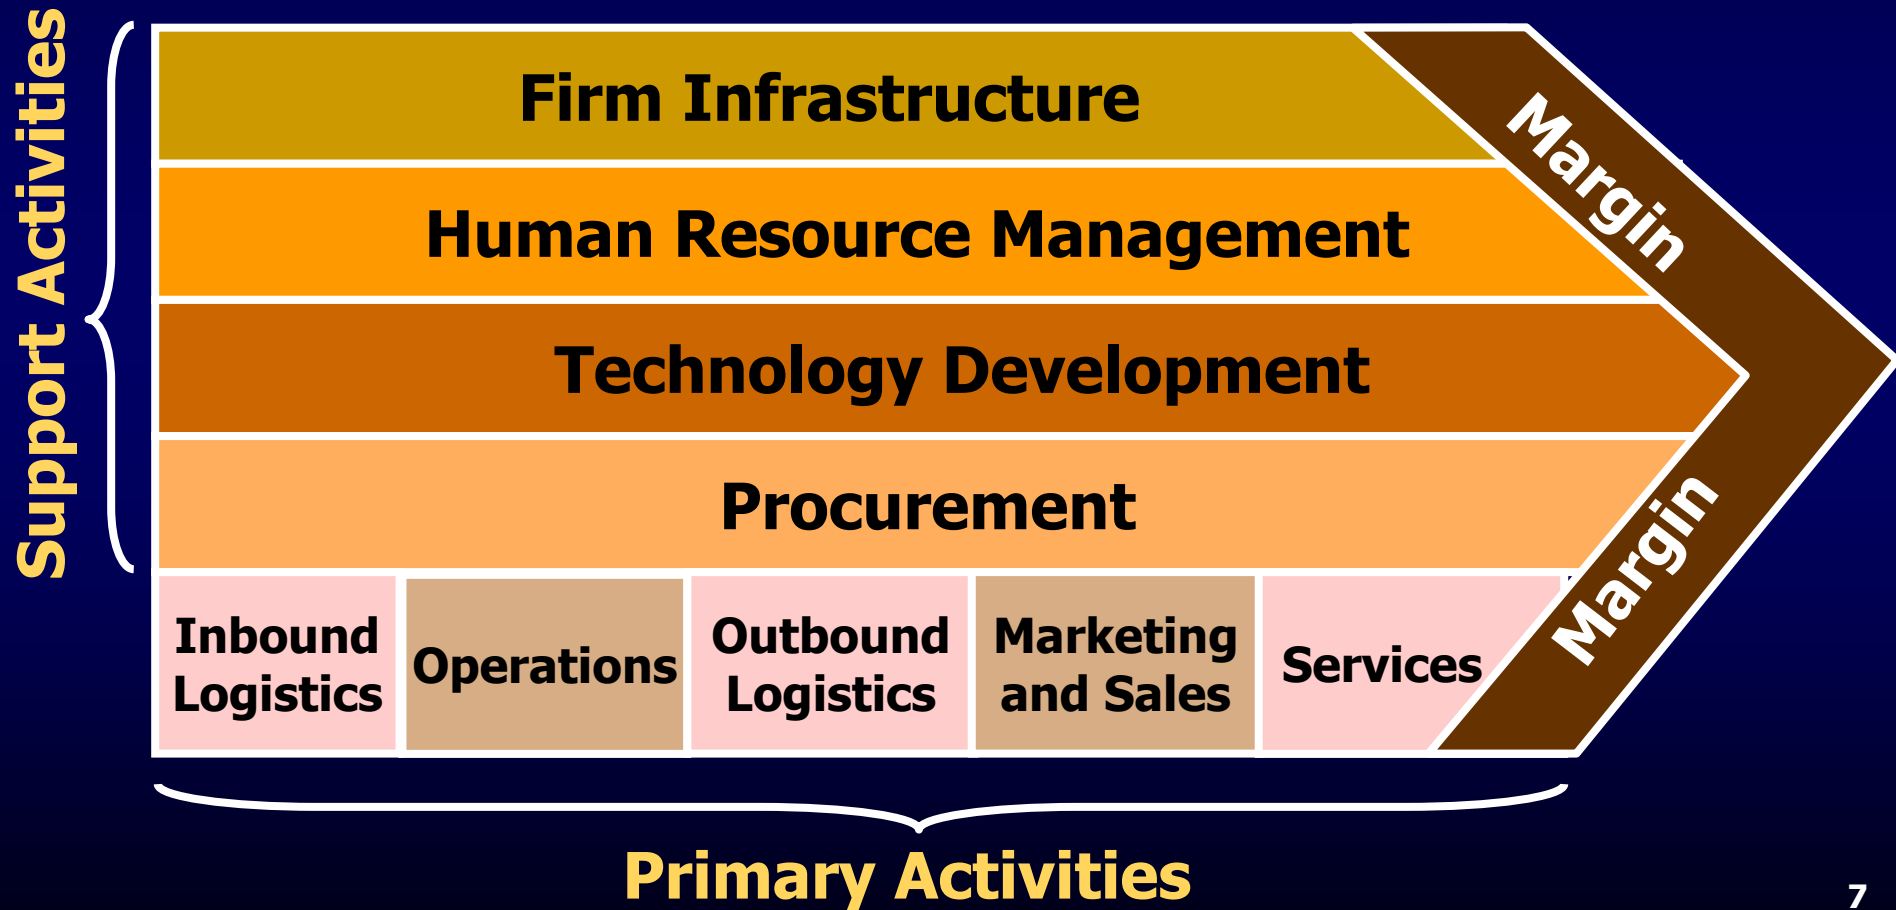 Support Activities
Firm Infrastructure
Human Resource Management
Technology Development
Procurement
Margin
Margin
Inbound
Logistics
Operations
Outbound
Logistics
Marketing
and Sales
Services
Primary Activities
7